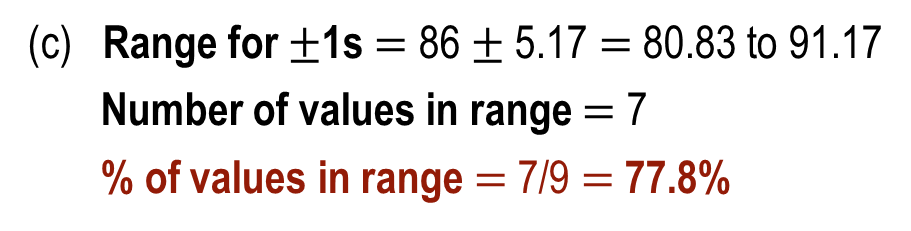 (c) Range for ±1s = 86 ± 5.17 = 80.83 to 91.17
Number of values in range = 7
% of values in range = 7/9 = 77.8%